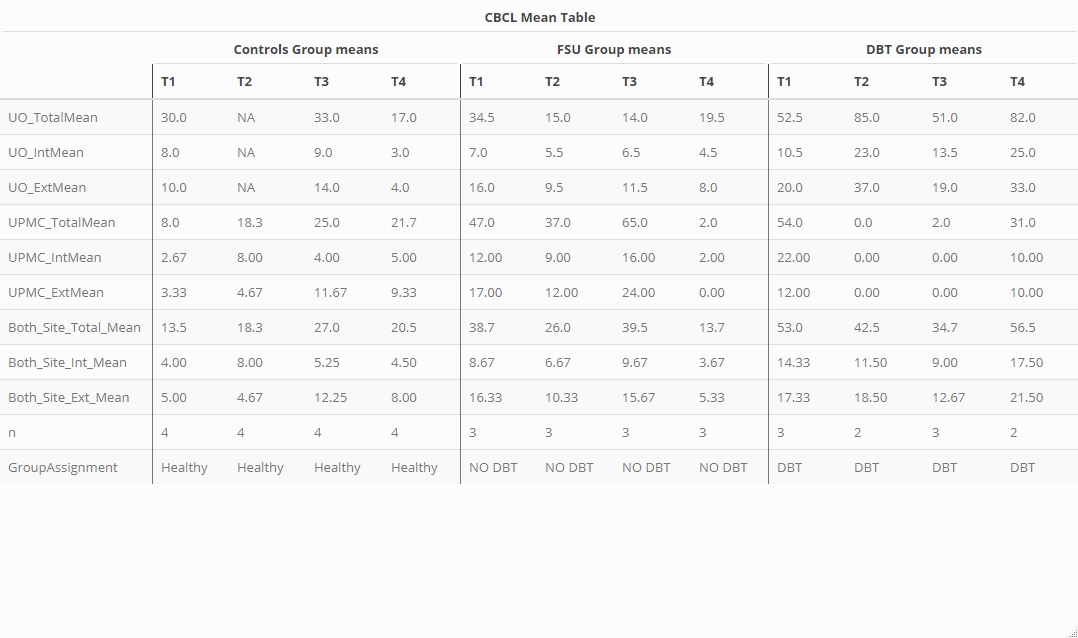 CBCL Mean Table
Controls Group means FSU Group means DBT Group means
T1 T2 T3 T4 T1 T2 T3 T4 T1 T2 T3 T4
UO_TotalMean 30.0 NA 33.0 17.0 34.5 15.0 14.0 19.5 52.5 85.0 51.0 82.0
UO_IntMean 8.0 NA 9.0 3.0 7.0 5.5 6.5 4.5 10.5 23.0 13.5 25.0
UO_ExtMean 10.0 NA 14.0 4.0 16.0 9.5 11.5 8.0 20.0 37.0 19.0 33.0
UPMC_TotalMean 8.0 18.3 25.0 21.7 47.0 37.0 65.0 2.0 54.0 0.0 2.0 31.0
UPMC_IntMean 2.67 8.00 4.00 5.00 12.00 9.00 16.00 2.00 22.00 0.00 0.00 10.00
UPMC_ExtMean 3.33 4.67 11.67 9.33 17.00 12.00 24.00 0.00 12.00 0.00 0.00 10.00
Both_Site_Total_Mean 13.5 18.3 27.0 20.5 38.7 26.0 39.5 13.7 53.0 42.5 34.7 56.5
Both_Site_Int_Mean 4.00 8.00 5.25 4.50 8.67 6.67 9.67 3.67 14.33 11.50 9.00 17.50
Both_Site_Ext_Mean 5.00 4.67 12.25 8.00 16.33 10.33 15.67 5.33 17.33 18.50 12.67 21.50
n 4 4 4 4 3 3 3 3 3 2 3 2
GroupAssignment Healthy Healthy Healthy Healthy NO DBT NO DBT NO DBT NO DBT DBT DBT DBT DBT